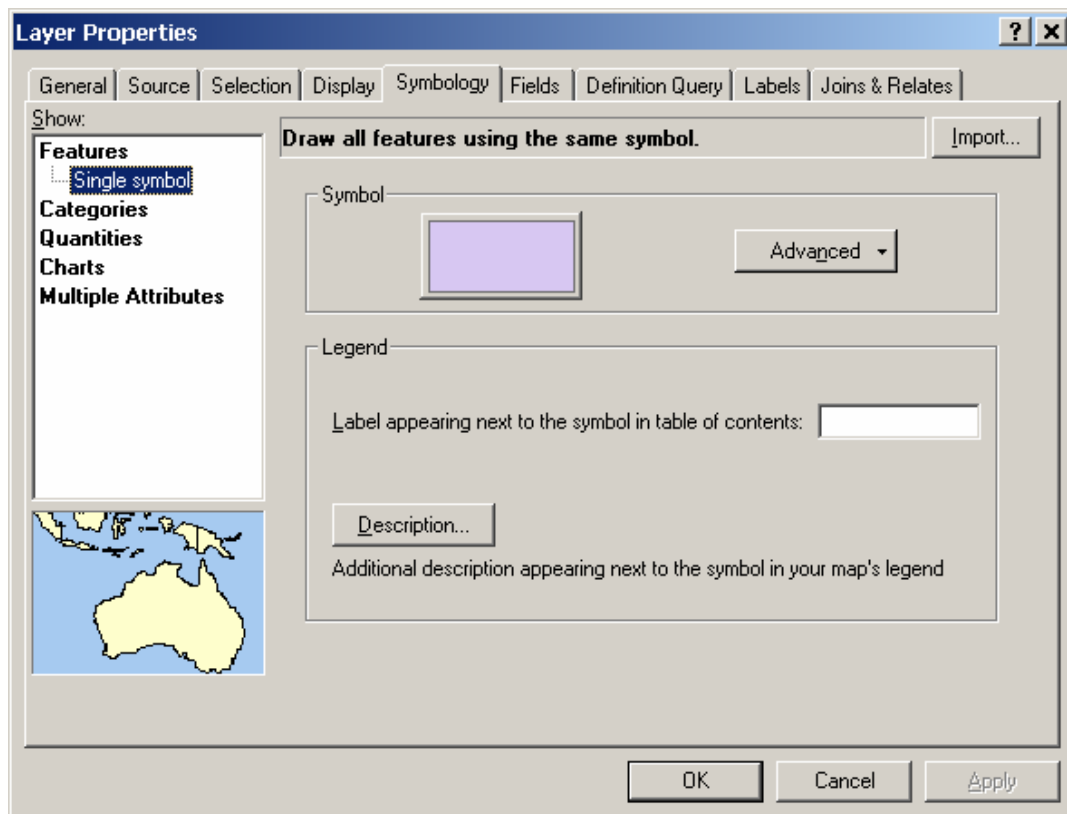 Layer Properties
General Source Selection Display Symbology Fields Definition Query Labels Joins & Relates
Show:
Features
Single symbol
Categories
Quantities
Charts
Multiple Attributes
Draw all features using the same symbol.
Import...
Symbol
Advanced
Legend
Label appearing next to the symbol in table of contents:
Description...
Additional description appearing next to the symbol in your map's legend
OK Cancel Apply